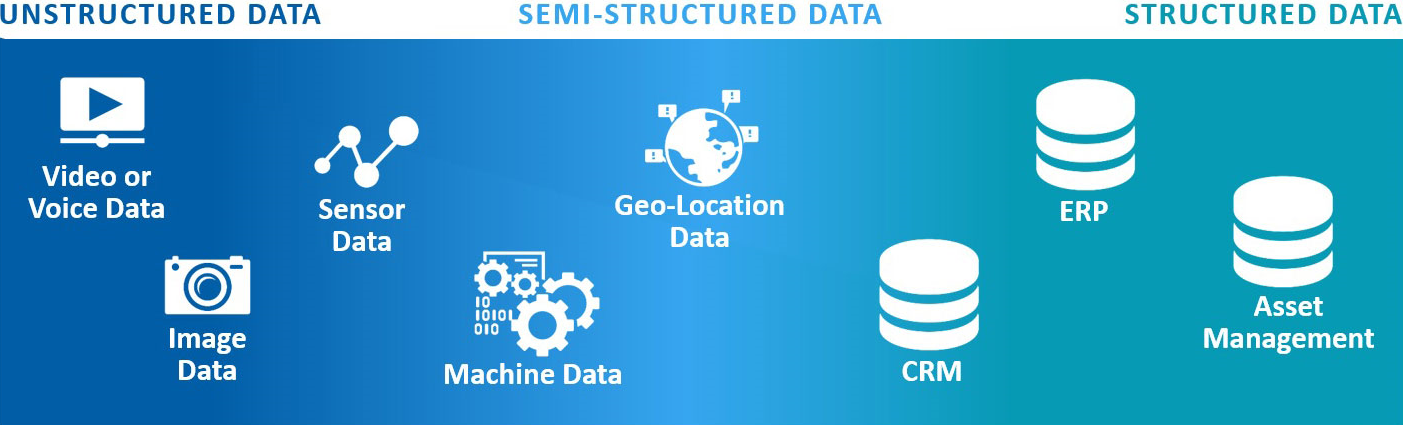 UNSTRUCTURED DATA
SEMI-STRUCTURED DATA
STRUCTURED DATA
Video or
Voice Data
Image
Data
Sensor
Data
10
10101
010
Machine Data
Geo-Location
Data
CRM
ERP
Asset
Management